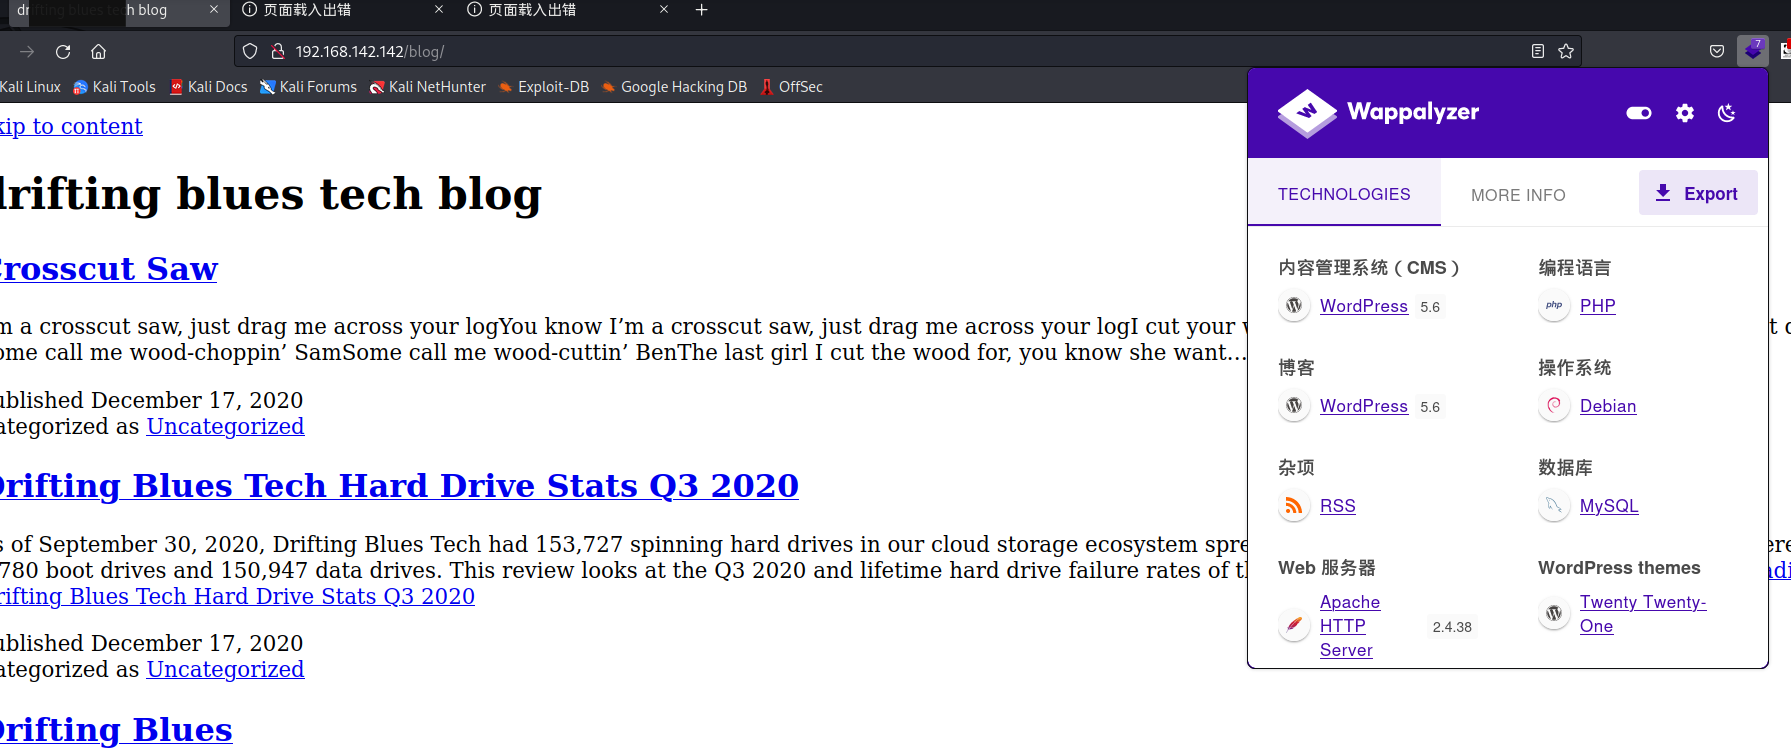 drifting blues tech blog
页面载入出错
页面载入出错
192.168.142.142/blog/
7
Kali Linux Kali Tools Kali Docs Kali Forums Kali NetHunter Exploit-DB Google Hacking DB OffSec
kip to content
drifting blues tech blog
Crosscut Saw
m a crosscut saw, just drag me across your logYou know I’m a crosscut saw, just drag me across your logI cut your
ome call me wood-choppin’ SamSome call me wood-cuttin’ BenThe last girl I cut the wood for, you know she want…
ublished December 17, 2020
ategorized as Uncategorized
Drifting Blues Tech Hard Drive Stats Q3 2020
s of September 30, 2020, Drifting Blues Tech had 153,727 spinning hard drives in our cloud storage ecosystem spre
780 boot drives and 150,947 data drives. This review looks at the Q3 2020 and lifetime hard drive failure rates of
rifting Blues Tech Hard Drive Stats Q3 2020
ublished December 17, 2020
ategorized as Uncategorized
Drifting Blues
Wappalyzer
TECHNOLOGIES
MORE INFO
Export
内容管理系统（CMS）
WordPress 5.6
编程语言
php PHP
博客
WordPress 5.6
操作系统
Debian
杂项
RSS
数据库
MySQL
Web 服务器
Apache
HTTP
Server
2.4.38
WordPress themes
Twenty Twenty-
One